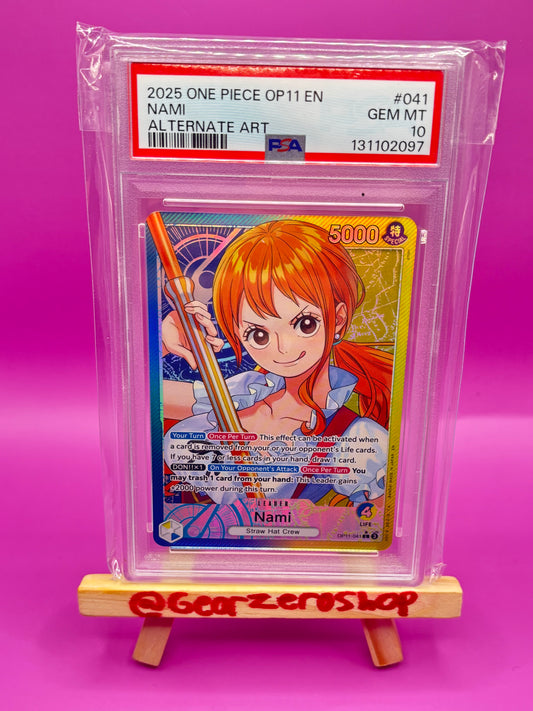 2025 ONE PIECE OP11 EN #041
NAMI GEM MT
ALTERNATE ART 10
PSA 131102097
5000 特
SPECIAL
Your Turn Once Per Turn This effect can be activated when
a card is removed from your or your opponent's Life cards.
If you have 7 or less cards in your hand, draw 1 card.
DON!!×1 On Your Opponent's Attack Once Per Turn You
may trash 1 card from your hand: This Leader gains
+2000 power during this turn.
LEADER
Nami
4
LIFE
Straw Hat Crew
OP11-041 L
@Gearzeroshop